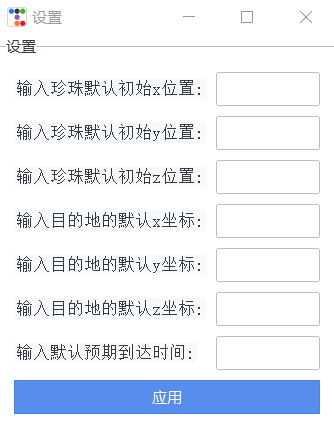 设置
设置
输入珍珠默认初始x位置:
输入珍珠默认初始y位置:
输入珍珠默认初始z位置:
输入目的地的默认x坐标:
输入目的地的默认y坐标:
输入目的地的默认z坐标:
输入默认预期到达时间:
应用